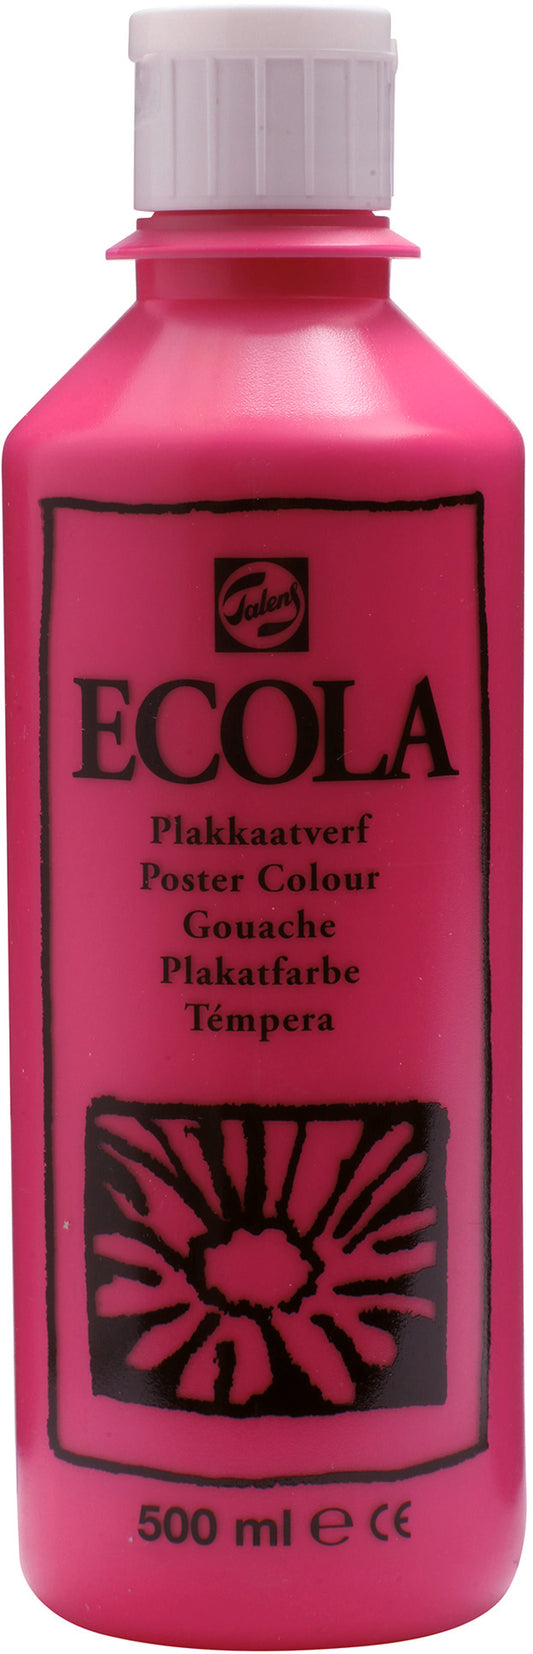 Talens
ECOLA
Plakkaatverf
Poster Colour
Gouache
Plakatfarbe
Témpera
500 ml ℮ CE